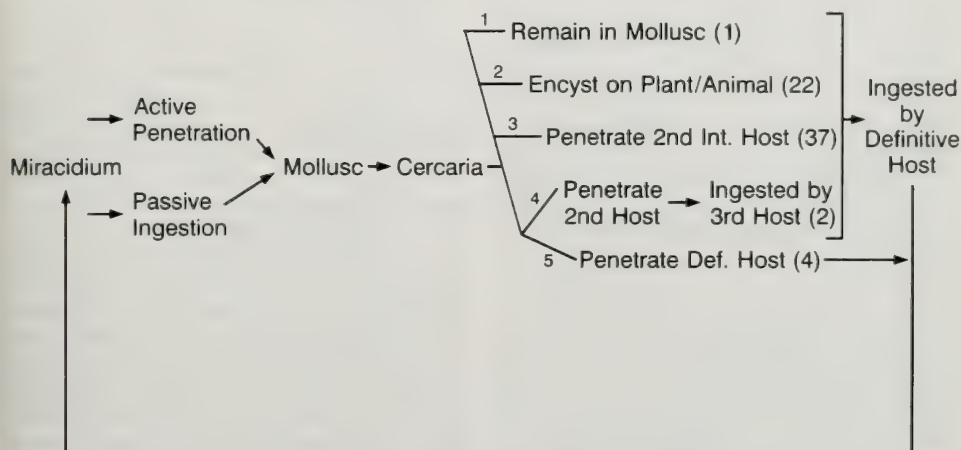 Miracidium
Active
Penetration
Passive
Ingestion
Mollusc
Cercaria
1
Remain in Mollusc (1)
2
Encyst on Plant/Animal (22)
3
Penetrate 2nd Int. Host (37)
4
Penetrate
2nd Host
Ingested by
3rd Host (2)
5
Penetrate Def. Host (4)
Ingested
by
Definitive
Host